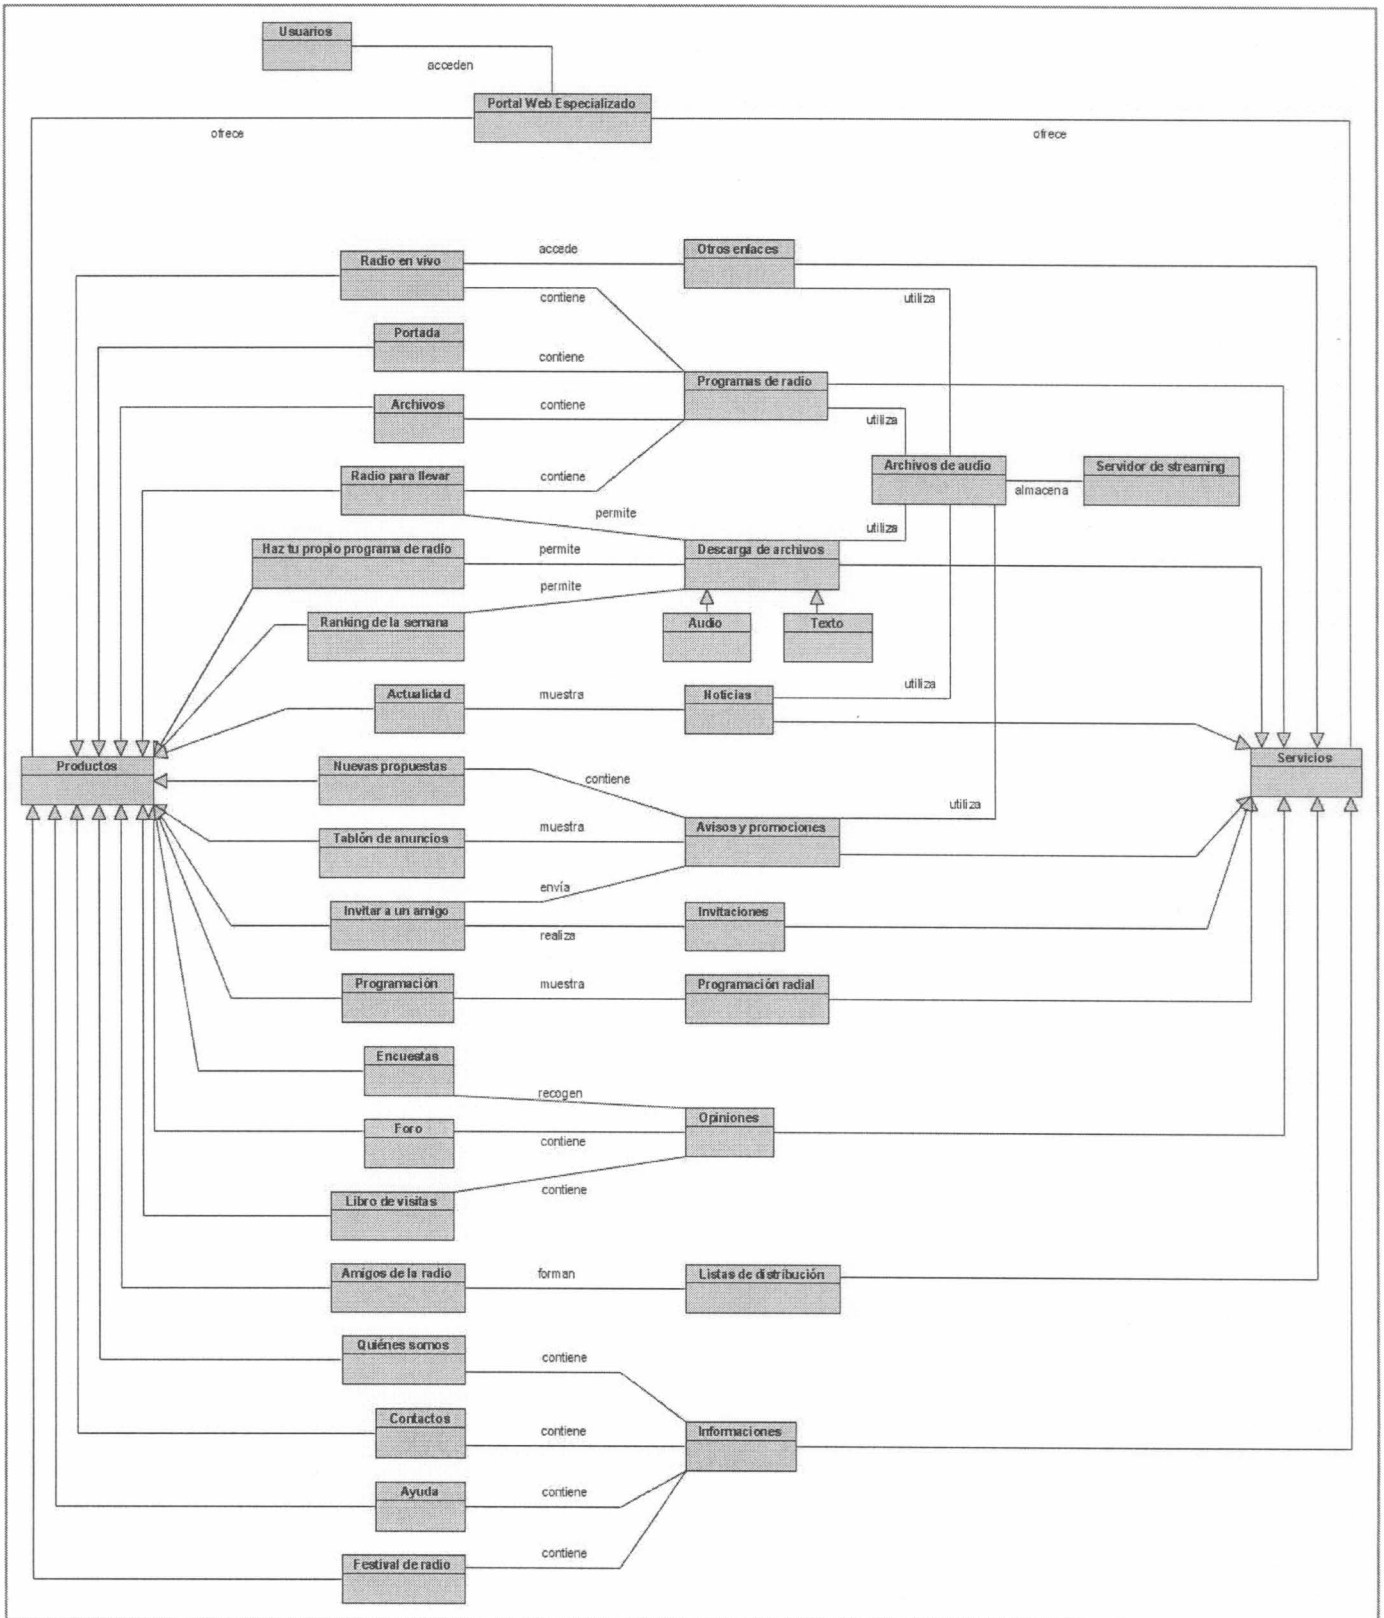 Usuarios
acceden
Portal Web Especializado
ofrece
ofrece
Radio en vivo
accede
Otros enlaces
contiene
utiliza
Portada
contiene
Programas de radio
Archivos
contiene
utiliza
Radio para llevar
contiene
Archivos de audio
almacena
Servidor de streaming
permite
utiliza
Haz tu propio programa de radio
permite
Descarga de archivos
permite
Ranking de la semana
Audio
Texto
Actualidad
muestra
Noticias
utiliza
Productos
Nuevas propuestas
contiene
Servicios
utiliza
Tablón de anuncios
muestra
Avisos y promociones
envía
Invitar a un amigo
realiza
Invitaciones
Programación
muestra
Programación radial
Encuestas
recogen
Opiniones
Foro
contiene
Libro de visitas
contiene
Amigos de la radio
forman
Listas de distribución
Quiénes somos
contiene
Contactos
contiene
Informaciones
Ayuda
contiene
Festival de radio
contiene